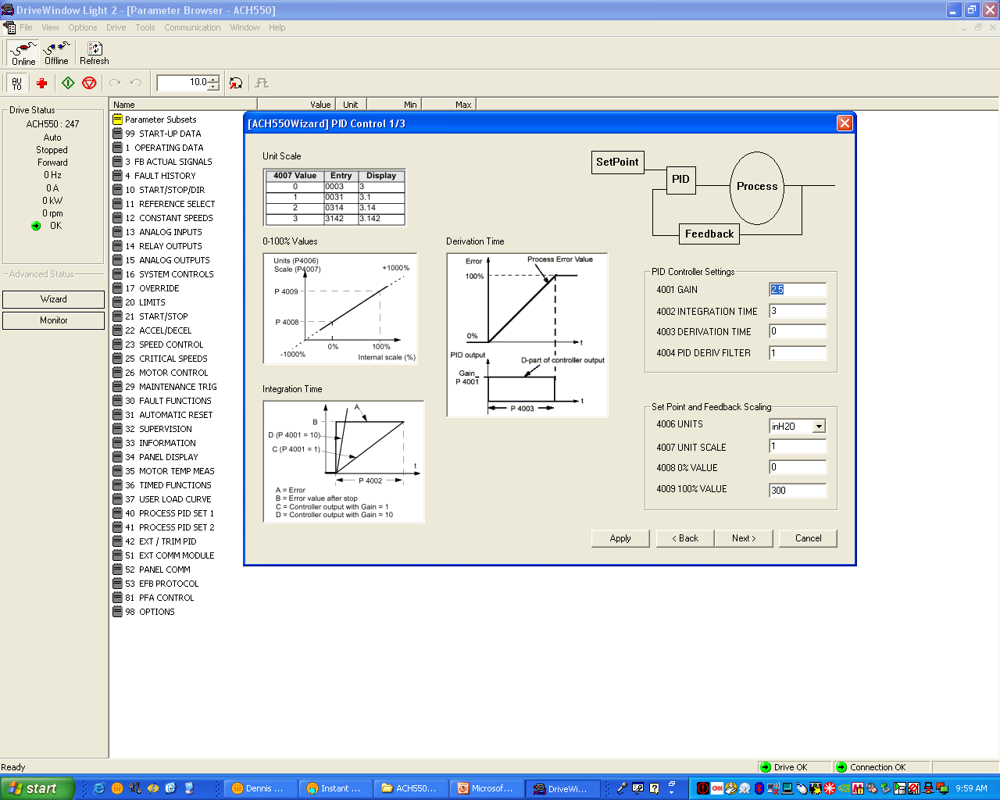 DriveWindow Light 2 - [Parameter Browser - ACH550]
File View Options Drive Tools Communication Window Help
Online Offline Refresh
AU
TO
10.0
Drive Status
ACH550 : 247
Auto
Stopped
Forward
0 Hz
0 A
0 kW
0 rpm
OK
Advanced Status
Wizard
Monitor
Name Value Unit Min Max
Parameter Subsets
99 START-UP DATA
1 OPERATING DATA
3 FB ACTUAL SIGNALS
4 FAULT HISTORY
10 START/STOP/DIR
11 REFERENCE SELECT
12 CONSTANT SPEEDS
13 ANALOG INPUTS
14 RELAY OUTPUTS
15 ANALOG OUTPUTS
16 SYSTEM CONTROLS
17 OVERRIDE
20 LIMITS
21 START/STOP
22 ACCEL/DECEL
23 SPEED CONTROL
25 CRITICAL SPEEDS
26 MOTOR CONTROL
29 MAINTENANCE TRIG
30 FAULT FUNCTIONS
31 AUTOMATIC RESET
32 SUPERVISION
33 INFORMATION
34 PANEL DISPLAY
35 MOTOR TEMP MEAS
36 TIMED FUNCTIONS
37 USER LOAD CURVE
40 PROCESS PID SET 1
41 PROCESS PID SET 2
42 EXT / TRIM PID
51 EXT COMM MODULE
52 PANEL COMM
53 EFB PROTOCOL
81 PFA CONTROL
98 OPTIONS
[ACH550Wizard] PID Control 1/3
Unit Scale
4007 Value Entry Display
0 0003 3
1 0031 3.1
2 0314 3.14
3 3142 3.142
0-100% Values
Units (P4006)
Scale (P4007)
+1000%
P 4009
P 4008
-1000%
0% 100%
Internal scale (%)
Integration Time
A
B
D (P 4001 = 10)
C (P 4001 = 1)
t
P 4002
A = Error
B = Error value after stop
C = Controller output with Gain = 1
D = Controller output with Gain = 10
Derivation Time
Error
Process Error Value
100%
0%
t
PID output
D-part of controller output
Gain
P 4001
t
P 4003
SetPoint
PID
Process
Feedback
PID Controller Settings
4001 GAIN 2.5
4002 INTEGRATION TIME 3
4003 DERIVATION TIME 0
4004 PID DERIV FILTER 1
Set Point and Feedback Scaling
4006 UNITS inH2O
4007 UNIT SCALE 1
4008 0% VALUE 0
4009 100% VALUE 300
Apply < Back Next > Cancel
Ready
Drive OK
Connection OK
start
Dennis ...
Instant ...
ACH550...
Microsof...
DriveWi...
CNN
9:59 AM